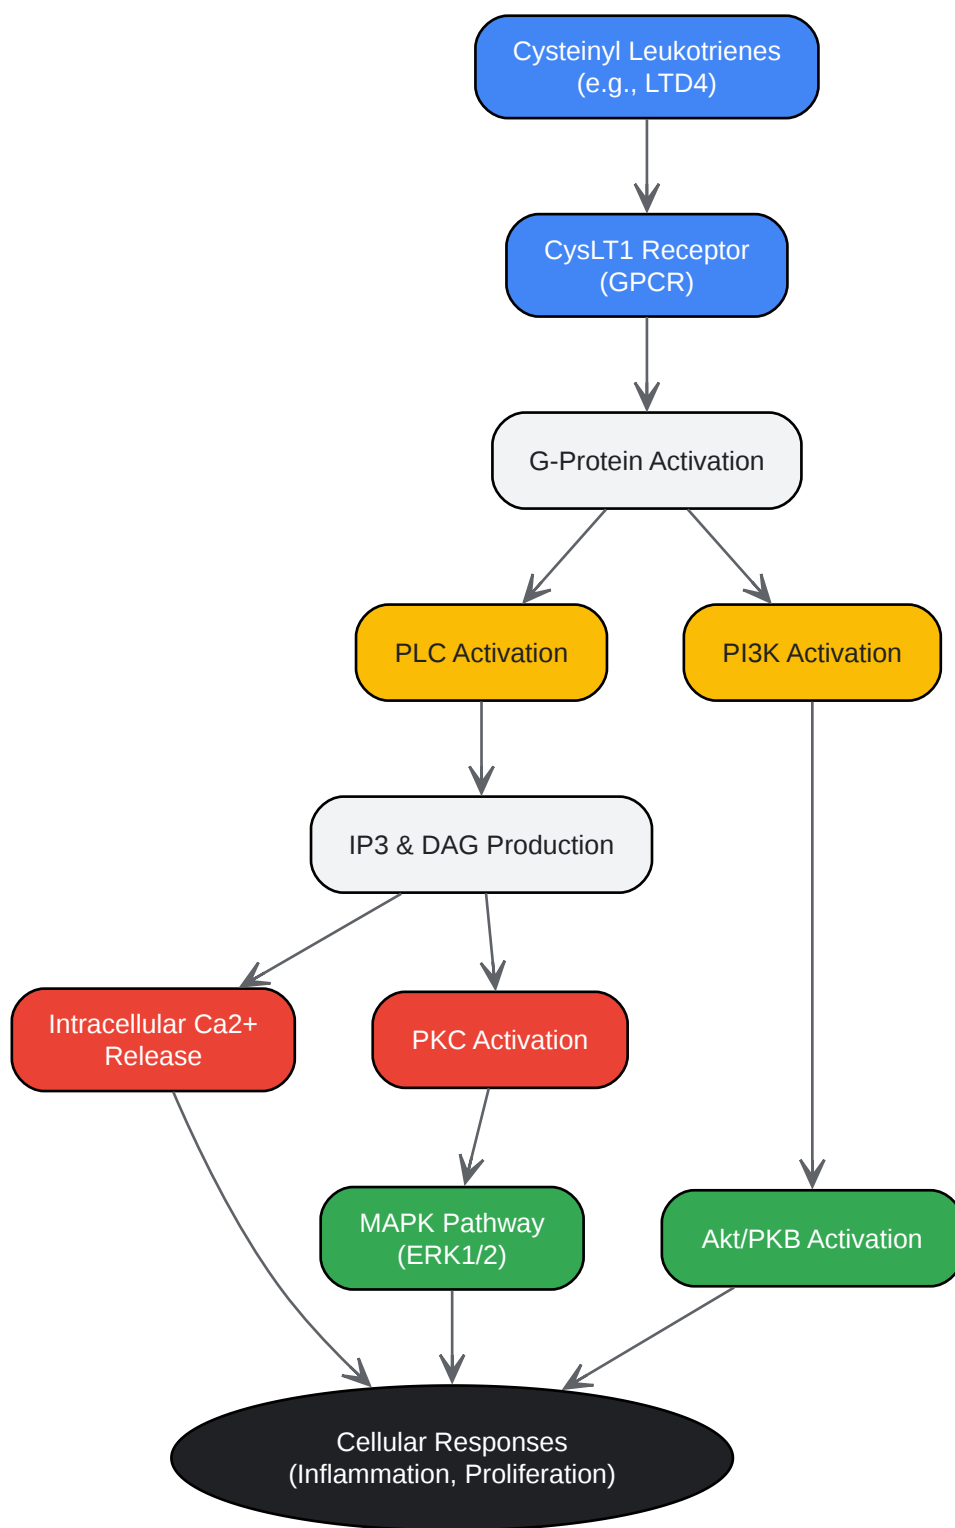 Cysteinyl Leukotrienes
(e.g., LTD4)
CysLT1 Receptor
(GPCR)
G-Protein Activation
PLC Activation
PI3K Activation
IP3 & DAG Production
Intracellular Ca2+
Release
PKC Activation
MAPK Pathway
(ERK1/2)
Akt/PKB Activation
Cellular Responses
(Inflammation, Proliferation)